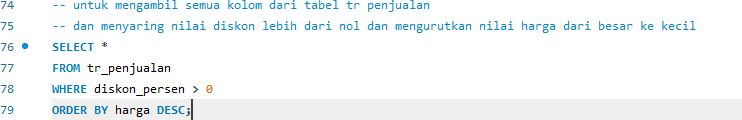 74 -- untuk mengambil semua kolom dari tabel tr penjualan
75 -- dan menyaring nilai diskon lebih dari nol dan mengurutkan nilai harga dari besar ke kecil
76 SELECT *
77 FROM tr_penjualan
78 WHERE diskon_persen > 0
79 ORDER BY harga DESC;